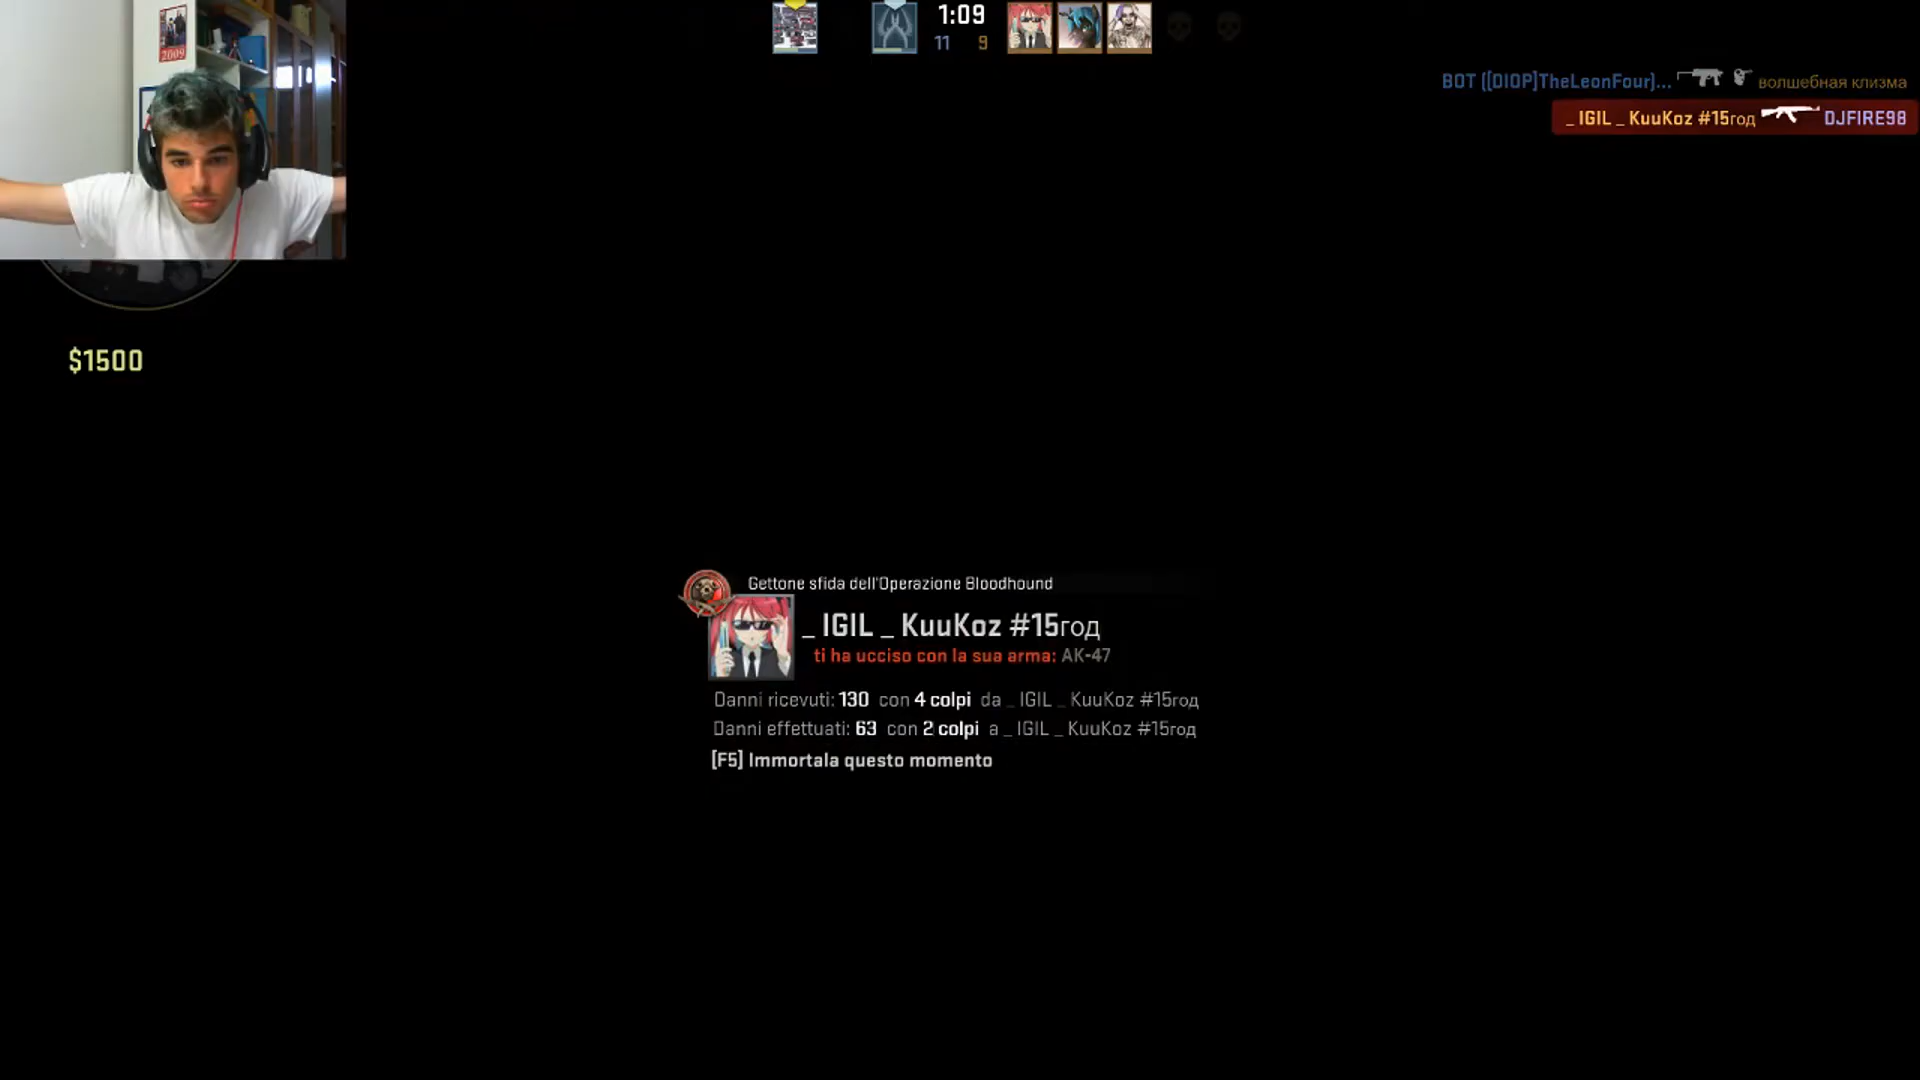 2009
1:09
11 9
BOT ([DIOP]TheLeonFour)... волшебная клизма
_ IGIL _ KuuKoz #15год DJFIRE98
$1500
Gettone sfida dell'Operazione Bloodhound
_ IGIL _ KuuKoz #15год
ti ha ucciso con la sua arma: AK-47
Danni ricevuti: 130 con 4 colpi da _ IGIL _ KuuKoz #15год
Danni effettuati: 63 con 2 colpi a _ IGIL _ KuuKoz #15год
[F5] Immortala questo momento